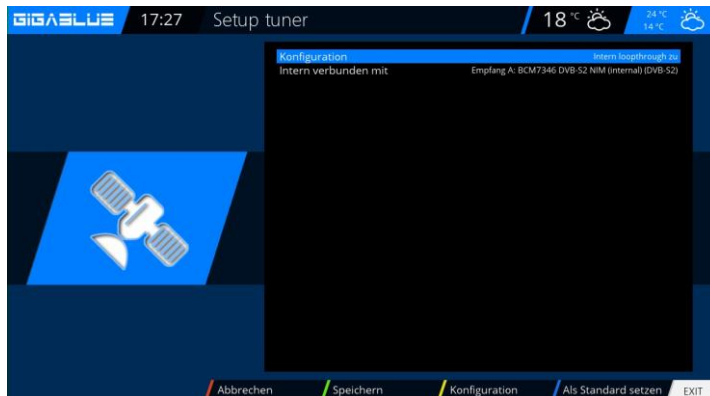 GIGABLUE 17:27 Setup tuner 18 °C 24 °C
14 °C
Konfiguration Intern loopthrough zu
Intern verbunden mit Empfang A: BCM7346 DVB-S2 NIM (internal) (DVB-S2)
Abbrechen Speichern Konfiguration Als Standard setzen EXIT